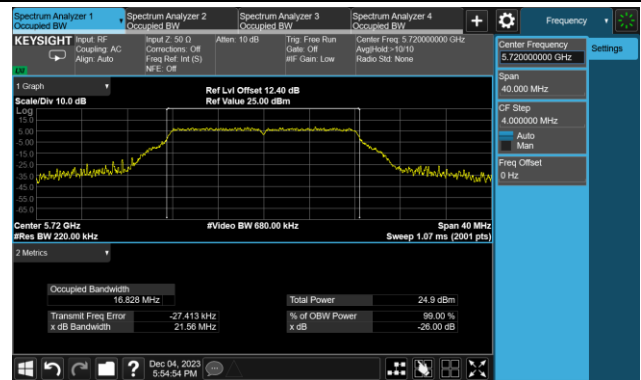 Spectrum Analyzer 1
Occupied BW
Spectrum Analyzer 2
Occupied BW
Spectrum Analyzer 3
Occupied BW
Spectrum Analyzer 4
Occupied BW
+
Frequency
KEYSIGHT
Input: RF
Coupling: AC
Align: Auto
Input Z: 50 Ω
Corrections: Off
Freq Ref: Int (S)
NFE: Off
Atten: 10 dB
Trig: Free Run
Gate: Off
#IF Gain: Low
Center Freq: 5.720000000 GHz
Avg|Hold:>10/10
Radio Std: None
Center Frequency
5.720000000 GHz
Settings
Span
40.000 MHz
CF Step
4.000000 MHz
Auto
Man
Freq Offset
0 Hz
1 Graph
Scale/Div 10.0 dB
Ref Lvl Offset 12.40 dB
Ref Value 25.00 dBm
Log
15.0
5.00
-5.00
-15.0
-25.0
-35.0
-45.0
-55.0
-65.0
Center 5.72 GHz
#Video BW 680.00 kHz
Span 40 MHz
#Res BW 220.00 kHz
Sweep 1.07 ms (2001 pts)
2 Metrics
Occupied Bandwidth
16.828 MHz
Total Power
24.9 dBm
Transmit Freq Error
-27.413 kHz
% of OBW Power
99.00 %
x dB Bandwidth
21.56 MHz
x dB
-26.00 dB
?
Dec 04, 2023
5:54:54 PM